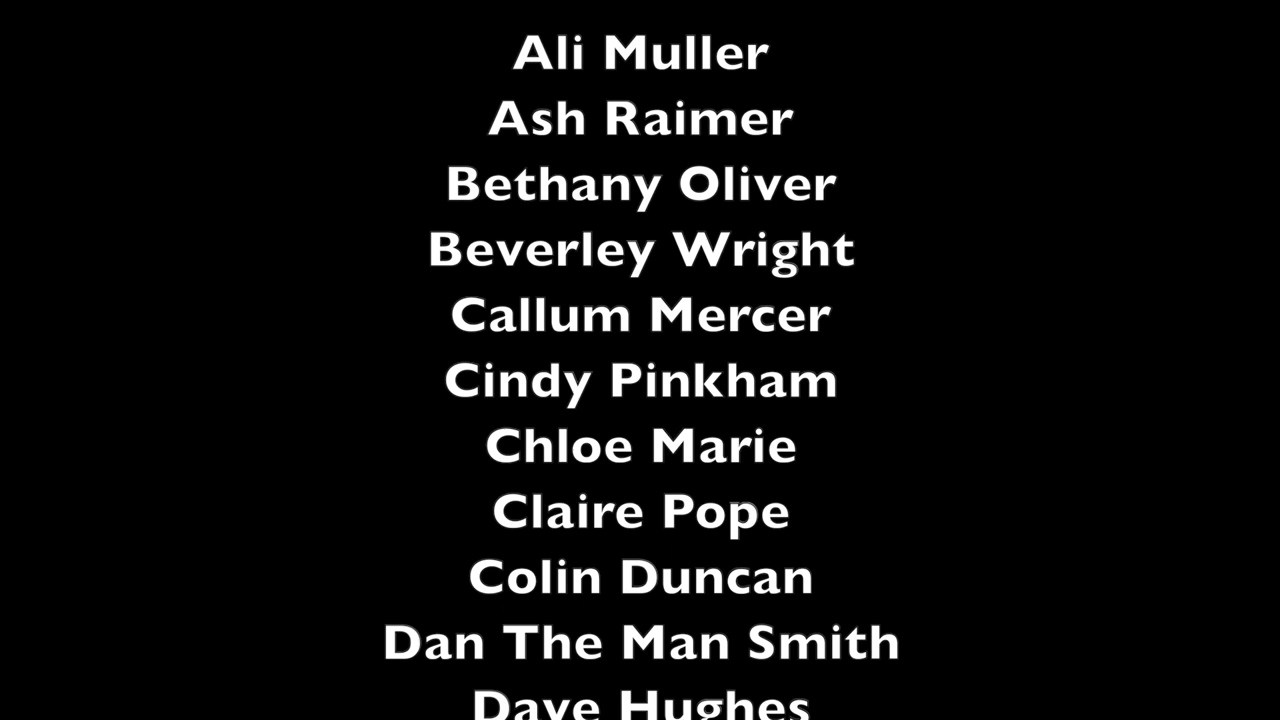 Ali Muller
Ash Raimer
Bethany Oliver
Beverley Wright
Callum Mercer
Cindy Pinkham
Chloe Marie
Claire Pope
Colin Duncan
Dan The Man Smith
Dave Hughes